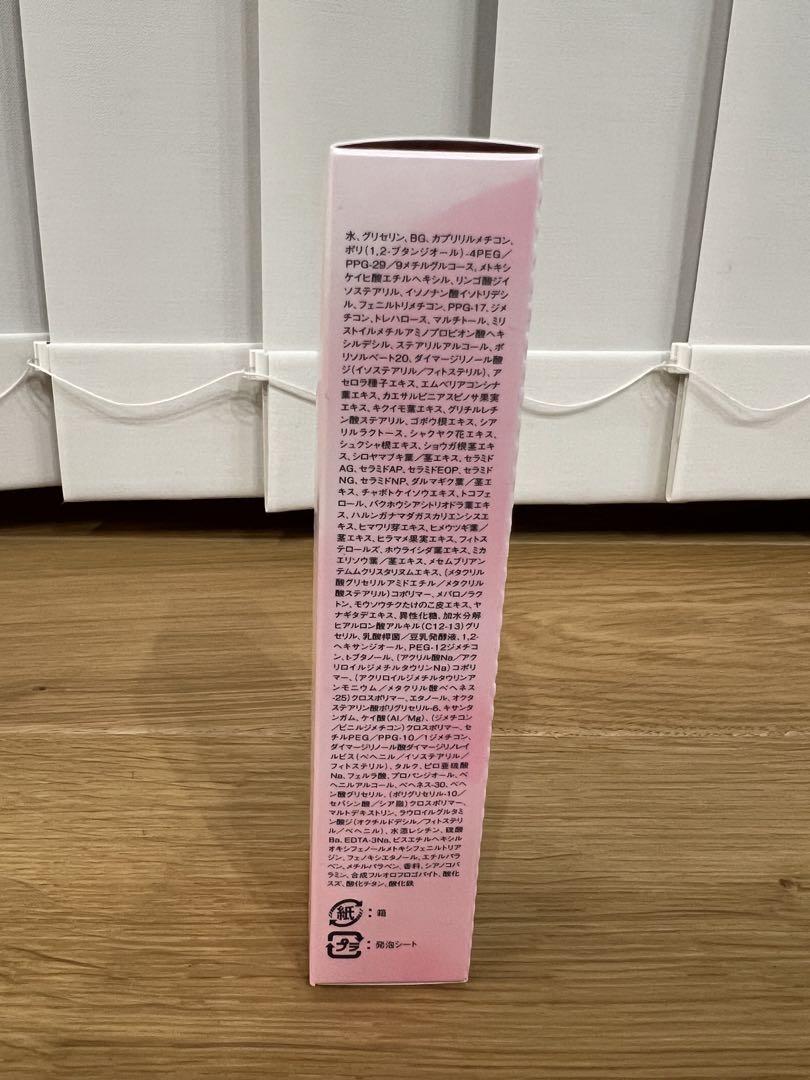 水、グリセリン、BG、カプリリルメチコン、
ポリ(1,2-ブタンジオール)-4PEG/
PPG-29/9メチルグルコース、メトキシ
ケイヒ酸エチルヘキシル、リンゴ酸ジイ
ソステアリル、イソノナン酸イソトリデシ
ル、フェニルトリメチコン、PPG-17、ジメ
チコン、トレハロース、マルチトール、ミリ
ストイルメチルアミノプロピオン酸ヘキ
シルデシル、ステアリルアルコール、ポ
リソルベート20、ダイマージリノール酸
ジ(イソステアリル/フィトステリル)、ア
セロラ種子エキス、エムベリアコンシナ
葉エキス、カエサルピニアスピノサ果実
エキス、キクイモ葉エキス、グリチルレチ
ン酸ステアリル、ゴボウ根エキス、シア
リルラクトース、シャクヤク花エキス、
シュクシャ根エキス、ショウガ根茎エキ
ス、シロヤマブキ葉/茎エキス、セラミド
AG、セラミドAP、セラミドEOP、セラミド
NG、セラミドNP、ダルマギク葉/茎エ
キス、チャボトケイソウエキス、トコフェ
ロール、バクホウシアシトリオドラ葉エキ
ス、ハルンガナマダガスカリエンシスエ
キス、ヒマワリ芽エキス、ヒメウツギ葉/
茎エキス、ヒラマメ果実エキス、フィトス
テロールズ、ホウライシダ葉エキス、ミカ
エリソウ葉/茎エキス、メセムブリアン
テムムクリスタリヌムエキス、(メタクリル
酸グリセリルアミドエチル/メタクリル
酸ステアリル)コポリマー、メバロノラク
トン、モウソウチクたけのこ皮エキス、ヤ
ナギタデエキス、異性化糖、加水分解
ヒアルロン酸アルキル(C12-13)グリ
セリル、乳酸桿菌/豆乳発酵液、1,2-
ヘキサンジオール、PEG-12ジメチコ
ン、t-ブタノール、(アクリル酸Na/アク
リロイルジメチルタウリンNa)コポリ
マー、(アクリロイルジメチルタウリンア
ンモニウム/メタクリル酸ベヘネス
-25)クロスポリマー、エタノール、オクタ
ステアリン酸ポリグリセリル-6、キサンタ
ンガム、ケイ酸(Al/Mg)、(ジメチコン
/ビニルジメチコン)クロスポリマー、セ
チルPEG/PPG-10/1ジメチコン、
ダイマージリノール酸ダイマージリノレイ
ルビス(ベヘニル/イソステアリル/
フィトステリル)、タルク、ピロ亜硫酸
Na、フェルラ酸、プロパンジオール、ベ
ヘニルアルコール、ベヘネス-30、ベヘ
ン酸グリセリル、(ポリグリセリル-10/
セバシン酸/シア脂)クロスポリマー、
マルトデキストリン、ラウロイルグルタミ
ン酸ジ(オクチルドデシル/フィトステリ
ル/ベヘニル)、水添レシチン、硫酸
Ba、EDTA-3Na、ビスエチルヘキシル
オキシフェノールメトキシフェニルトリア
ジン、フェノキシエタノール、エチルパラ
ベン、メチルパラベン、香料、シアノコバ
ラミン、合成フルオロフロゴパイト、酸化
スズ、酸化チタン、酸化鉄
紙：箱
プラ：発泡シート